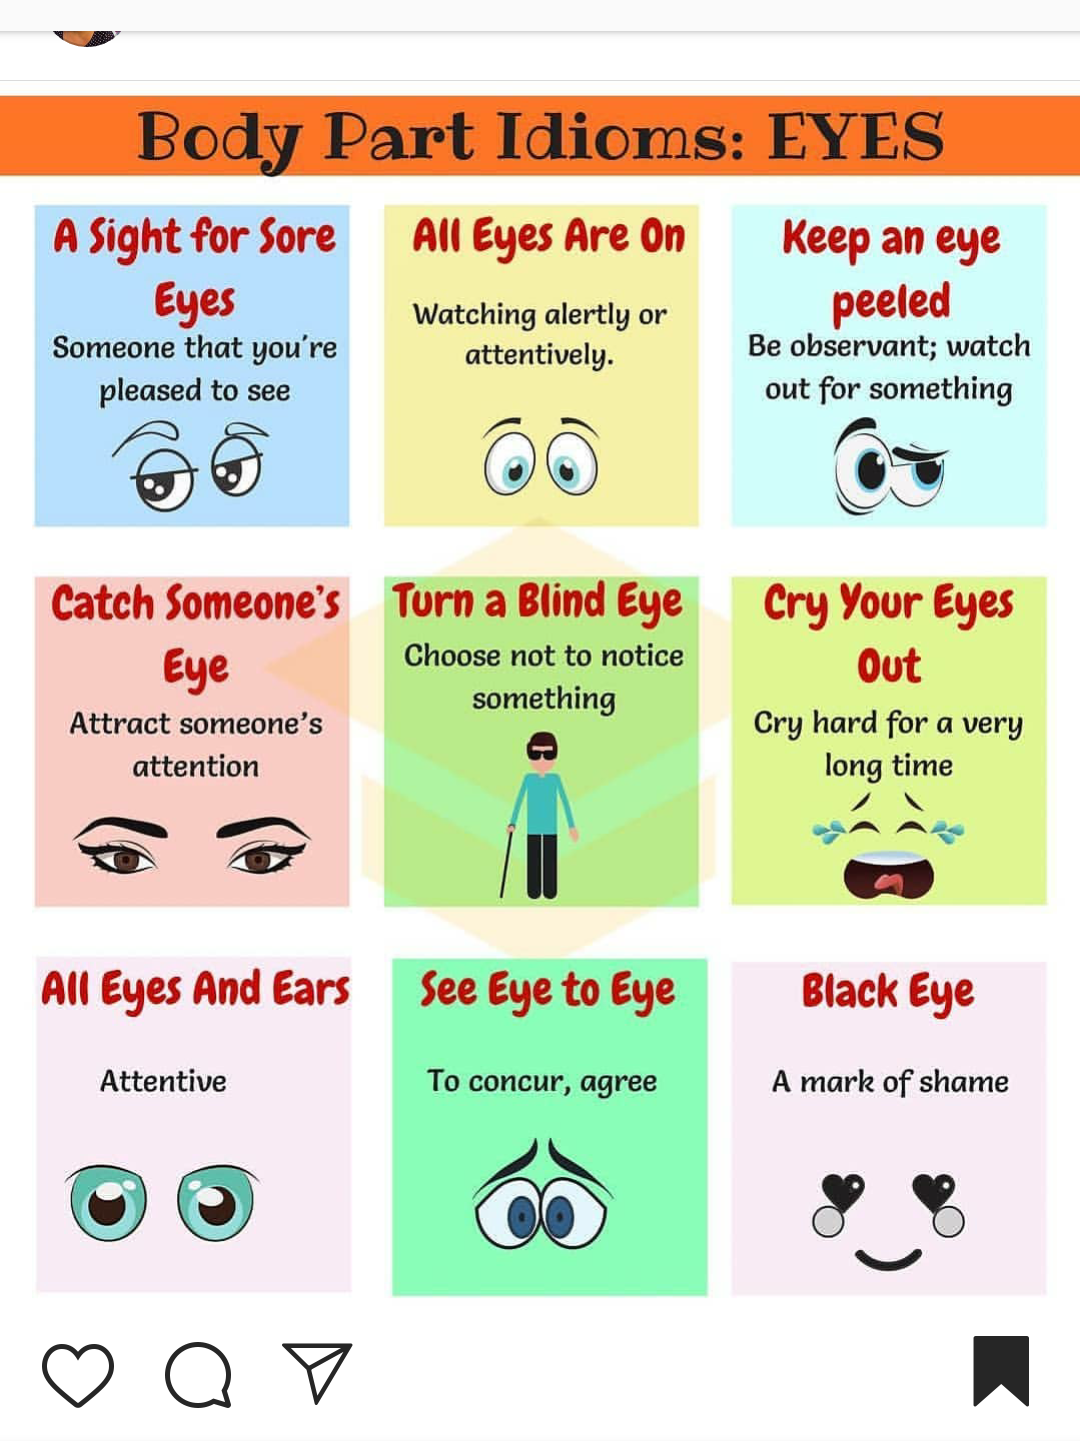 Body Part Idioms: EYES
A Sight for Sore
Eyes
Someone that you're
pleased to see
All Eyes Are On
Watching alertly or
attentively.
Keep an eye
peeled
Be observant; watch
out for something
Catch Someone's
Eye
Attract someone's
attention
Turn a Blind Eye
Choose not to notice
something
Cry Your Eyes
Out
Cry hard for a very
long time
All Eyes And Ears
Attentive
See Eye to Eye
To concur, agree
Black Eye
A mark of shame